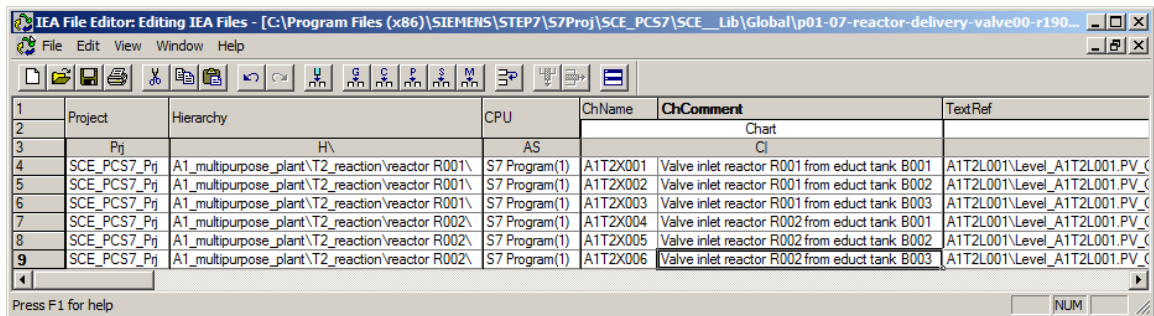 IEA File Editor: Editing IEA Files - [C:\Program Files (x86)\SIEMENS\STEP7\S7Proj\SCE_PCS7\SCE__Lib\Global\p01-07-reactor-delivery-valve00-r190...
File Edit View Window Help
1 Project Hierarchy CPU ChName ChComment TextRef
2 Chart
3 Prj H\ AS C|
4 SCE_PCS7_Prj A1_multipurpose_plant\T2_reaction\reactor R001\ S7 Program(1) A1T2X001 Valve inlet reactor R001 from educt tank B001 A1T2L001\Level_A1T2L001.PV_
5 SCE_PCS7_Prj A1_multipurpose_plant\T2_reaction\reactor R001\ S7 Program(1) A1T2X002 Valve inlet reactor R001 from educt tank B002 A1T2L001\Level_A1T2L001.PV_
6 SCE_PCS7_Prj A1_multipurpose_plant\T2_reaction\reactor R001\ S7 Program(1) A1T2X003 Valve inlet reactor R001 from educt tank B003 A1T2L001\Level_A1T2L001.PV_
7 SCE_PCS7_Prj A1_multipurpose_plant\T2_reaction\reactor R002\ S7 Program(1) A1T2X004 Valve inlet reactor R002 from educt tank B001 A1T2L001\Level_A1T2L001.PV_
8 SCE_PCS7_Prj A1_multipurpose_plant\T2_reaction\reactor R002\ S7 Program(1) A1T2X005 Valve inlet reactor R002 from educt tank B002 A1T2L001\Level_A1T2L001.PV_
9 SCE_PCS7_Prj A1_multipurpose_plant\T2_reaction\reactor R002\ S7 Program(1) A1T2X006 Valve inlet reactor R002 from educt tank B003 A1T2L001\Level_A1T2L001.PV_
Press F1 for help NUM